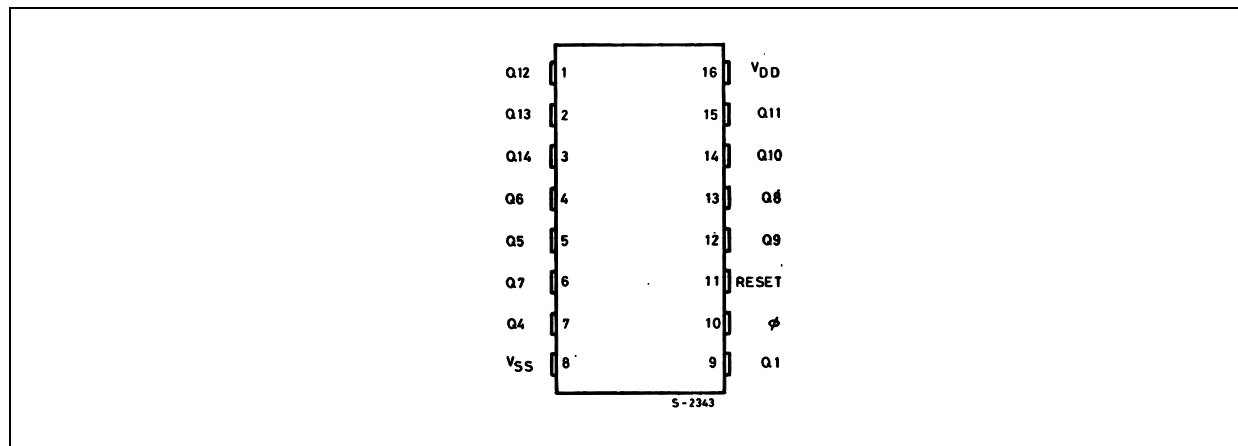 Q12 1 16 VDD
Q13 2 15 Q11
Q14 3 14 Q10
Q6 4 13 Q8
Q5 5 12 Q9
Q7 6 11 RESET
Q4 7 10 ϕ
VSS 8 9 Q1
S-2343